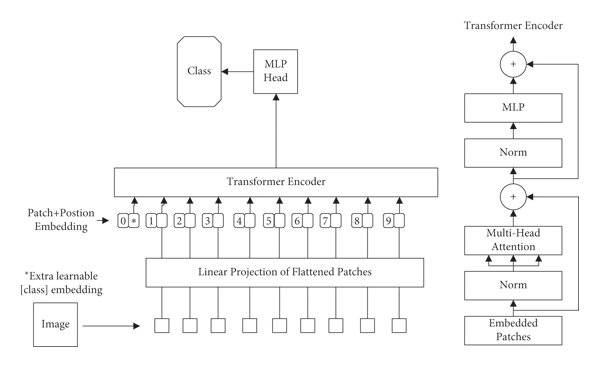 Class
MLP
Head
Transformer Encoder
Patch+Postion
Embedding
0 * 1 2 3 4 5 6 7 8 9
Linear Projection of Flattened Patches
*Extra learnable
[class] embedding
Image
Transformer Encoder
+
MLP
Norm
+
Multi-Head
Attention
Norm
Embedded
Patches